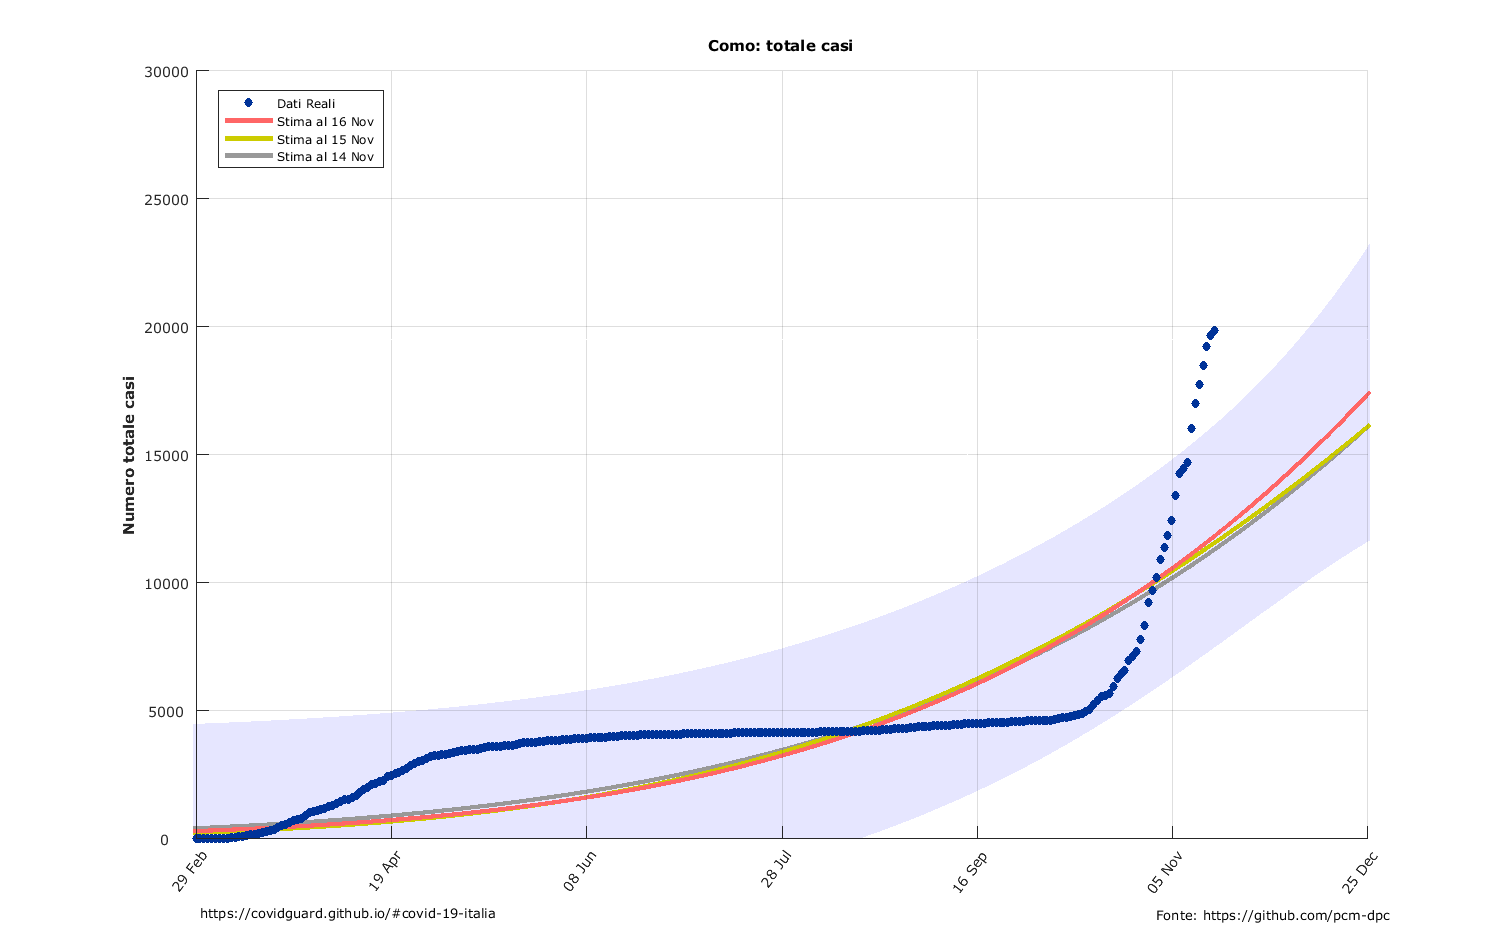 Como: totale casi
30000
25000
20000
15000
10000
5000
0
Numero totale casi
Dati Reali
Stima al 16 Nov
Stima al 15 Nov
Stima al 14 Nov
29 Feb
19 Apr
08 Jun
28 Jul
16 Sep
05 Nov
25 Dec
https://covidguard.github.io/#covid-19-italia
Fonte: https://github.com/pcm-dpc